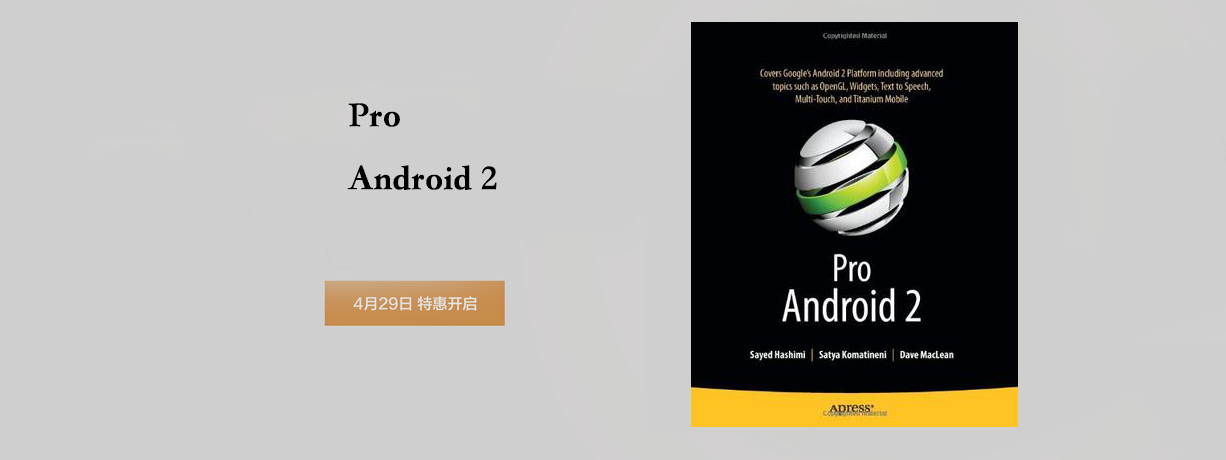 Pro
Android 2
4月29日 特惠开启
Copyrighted Material
Covers Google's Android 2 Platform including advanced
topics such as OpenGL, Widgets, Text to Speech,
Multi-Touch, and Titanium Mobile
Pro
Android 2
Sayed Hashimi | Satya Komatineni | Dave MacLean
Apress®
Copyrighted Material